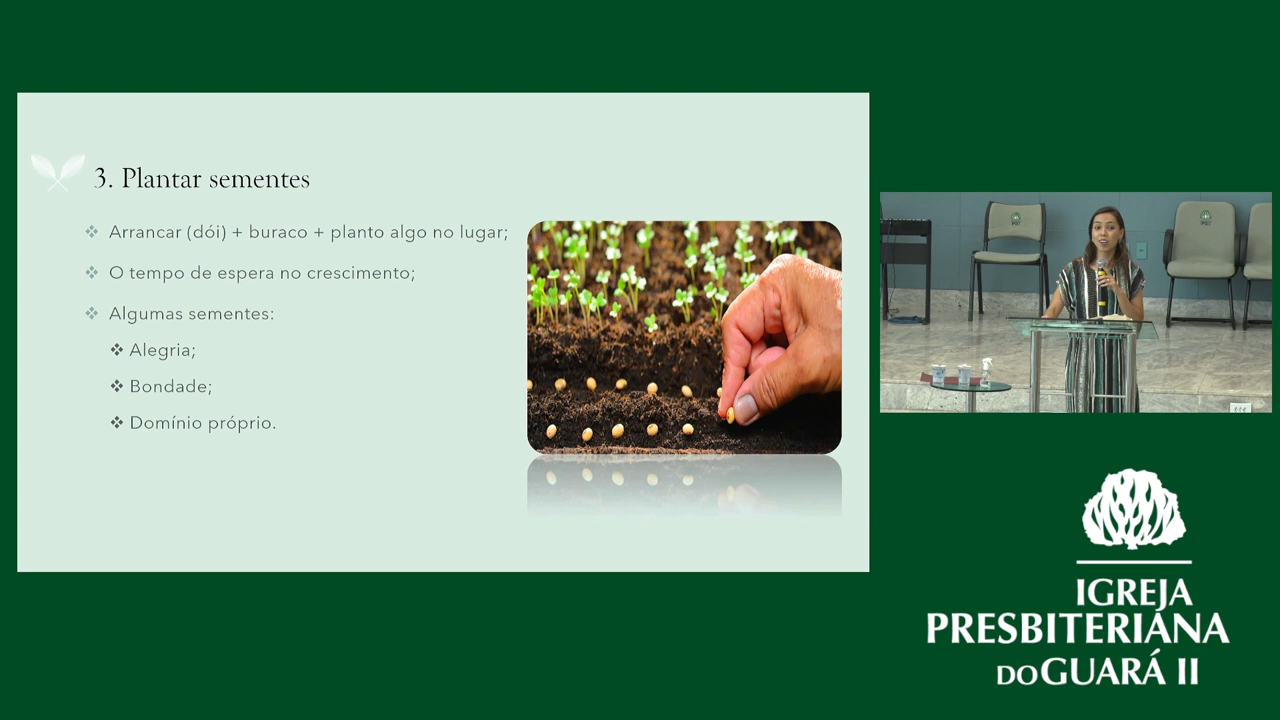 3. Plantar sementes
❖ Arrancar (dói) + buraco + planto algo no lugar;
❖ O tempo de espera no crescimento;
❖ Algumas sementes:
❖ Alegria;
❖ Bondade;
❖ Domínio próprio.
IGREJA
PRESBITERIANA
DO GUARÁ II